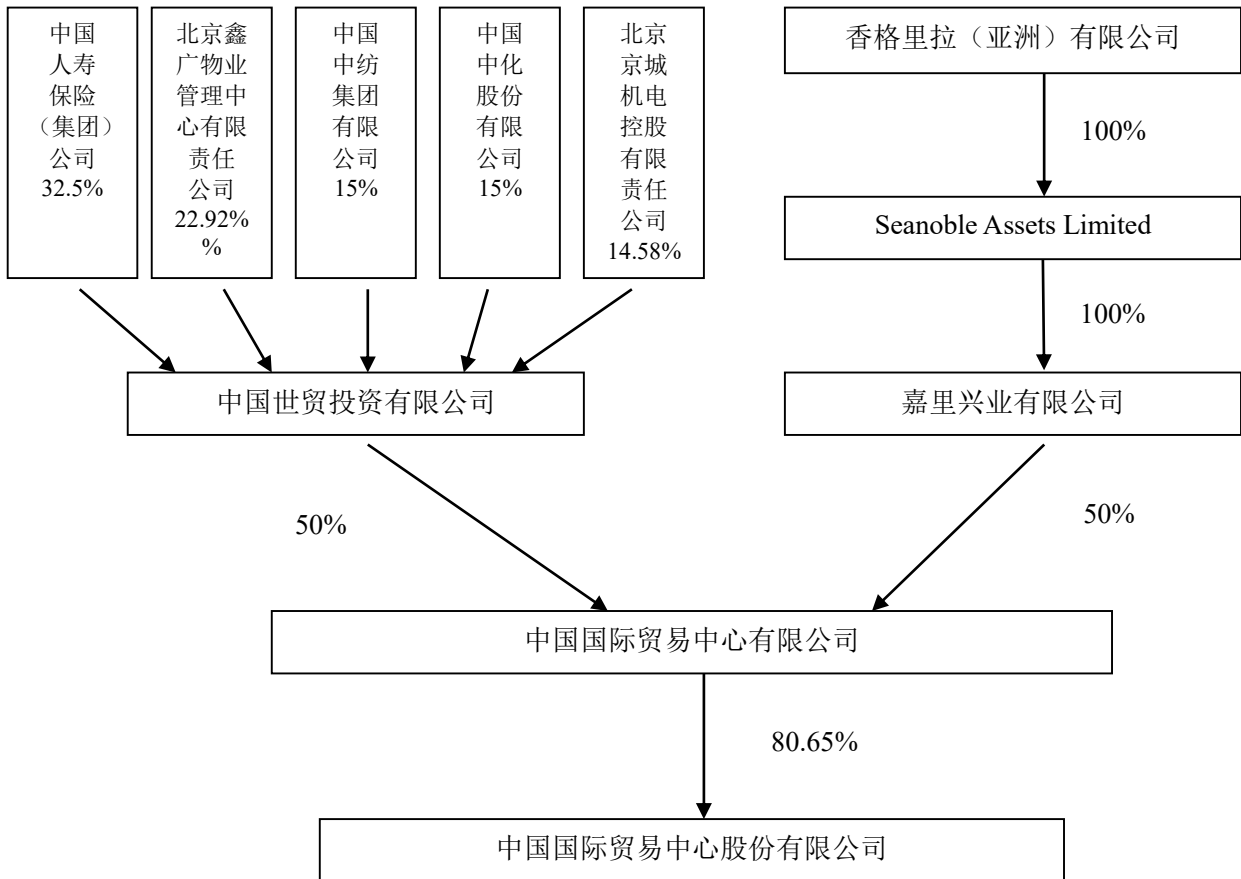 中国
人寿
保险
（集团）
公司
32.5%
北京鑫
广物业
管理中
心有限
责任
公司
22.92%
%
中国
中纺
集团
有限
公司
15%
中国
中化
股份
有限
公司
15%
北京
京城
机电
控股
有限
责任
公司
14.58%
香格里拉（亚洲）有限公司
100%
Seanoble Assets Limited
100%
中国世贸投资有限公司
嘉里兴业有限公司
50%
50%
中国国际贸易中心有限公司
80.65%
中国国际贸易中心股份有限公司